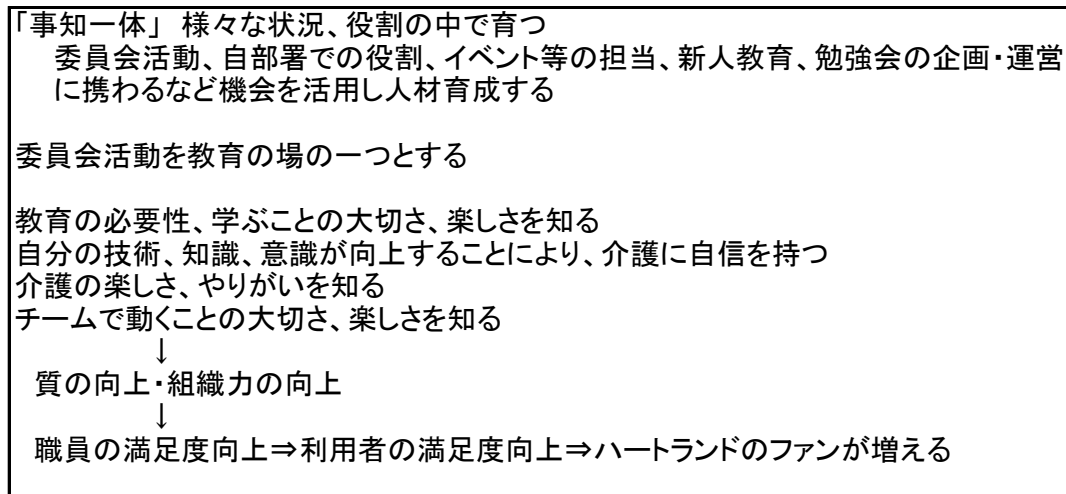 「事知一体」 様々な状況、役割の中で育つ
委員会活動、自部署での役割、イベント等の担当、新人教育、勉強会の企画・運営
に携わるなど機会を活用し人材育成する
委員会活動を教育の場の一つとする
教育の必要性、学ぶことの大切さ、楽しさを知る
自分の技術、知識、意識が向上することにより、介護に自信を持つ
介護の楽しさ、やりがいを知る
チームで動くことの大切さ、楽しさを知る
↓
質の向上・組織力の向上
↓
職員の満足度向上⇒利用者の満足度向上⇒ハートランドのファンが増える